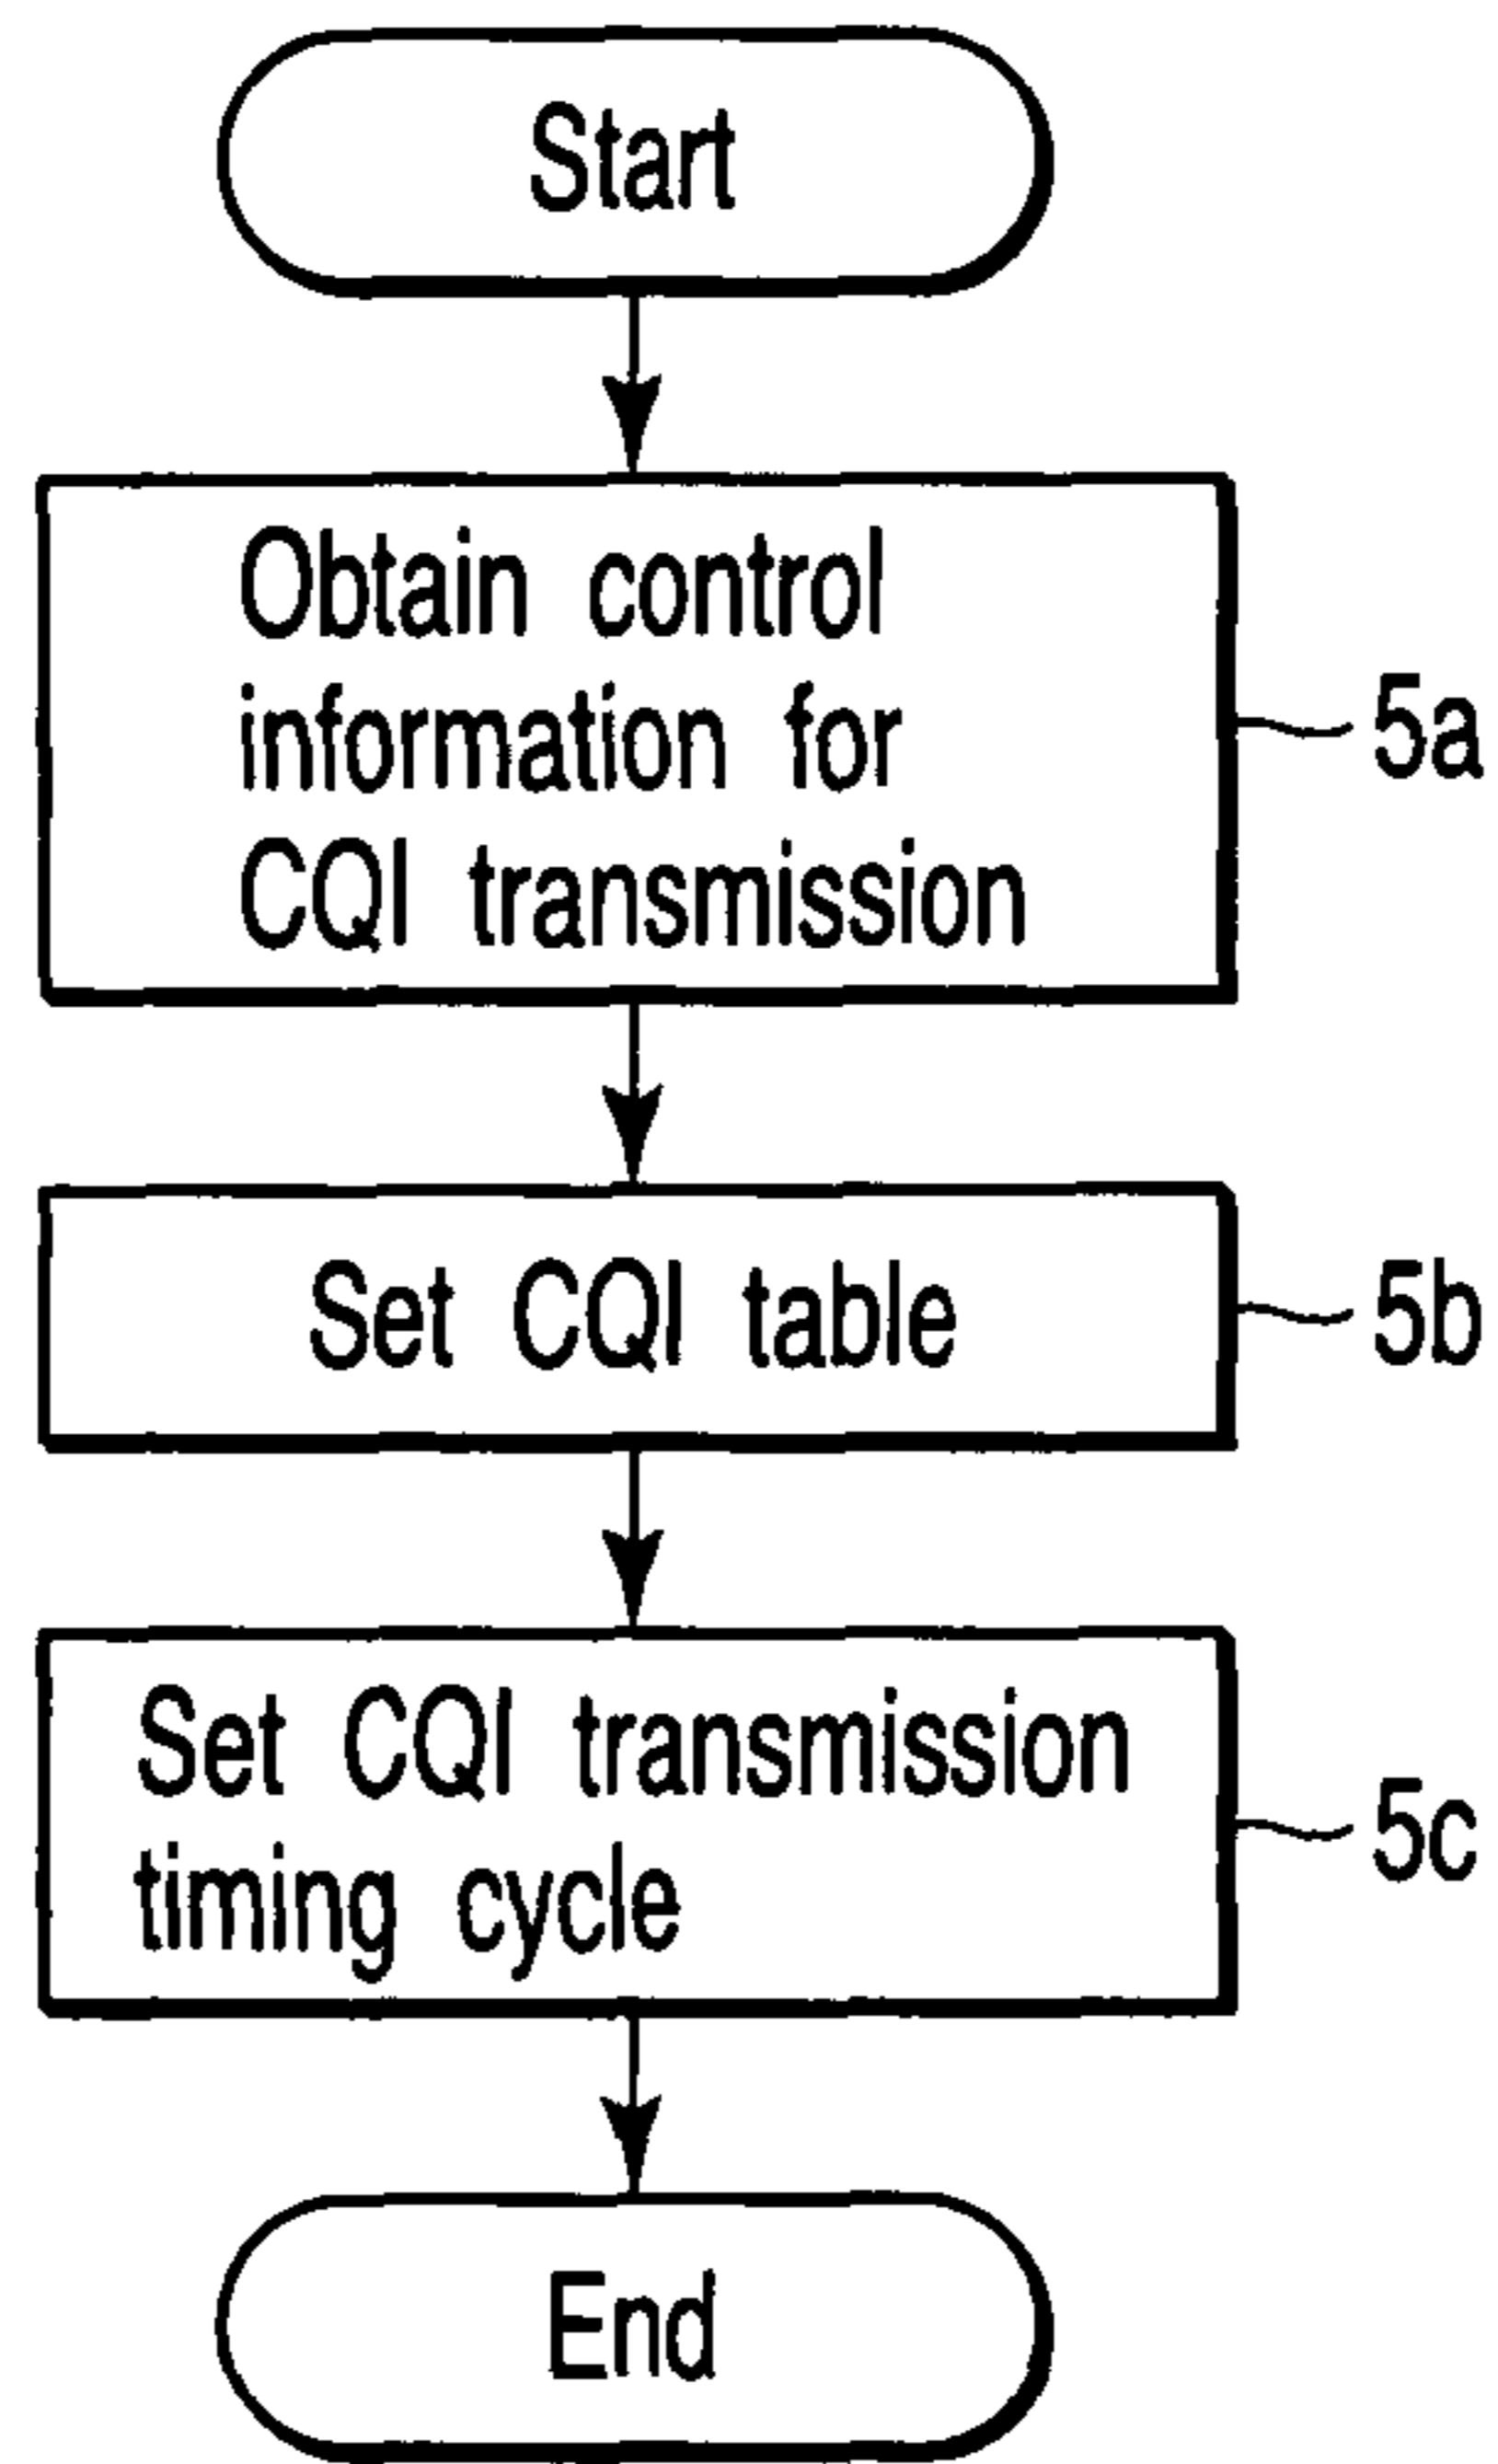 Start
Obtain control
information for
CQI transmission
5a
Set CQI table
5b
Set CQI transmission
timing cycle
5c
End